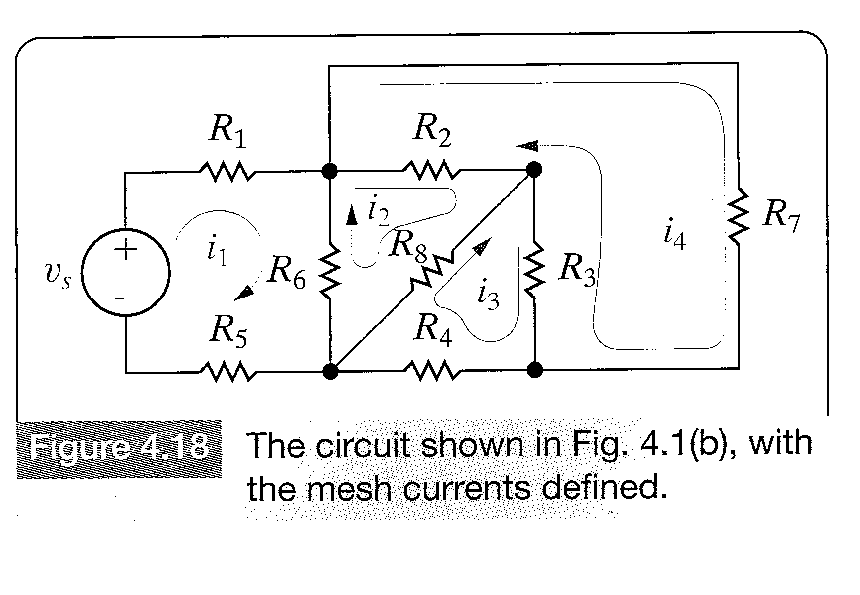 R1
R2
R7
i1
i2
i4
+
vs
-
R6
R8
R3
i3
R5
R4
Figure 4.18
The circuit shown in Fig. 4.1(b), with
the mesh currents defined.